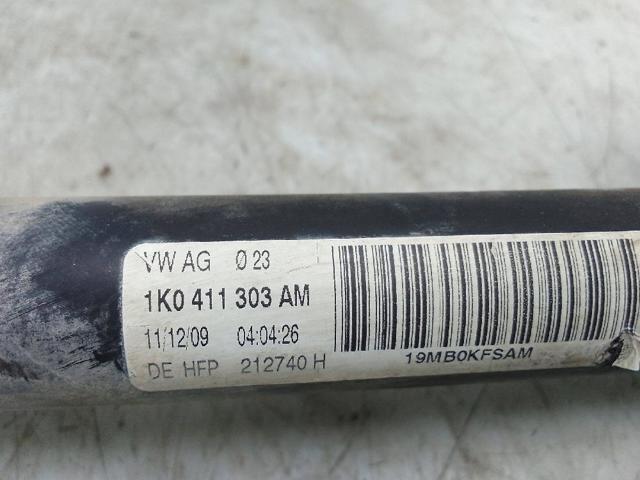 VW AG Ø 23
1K0 411 303 AM
11/12/09 04:04:26
DE HFP 212740 H
19MB0KFSAM